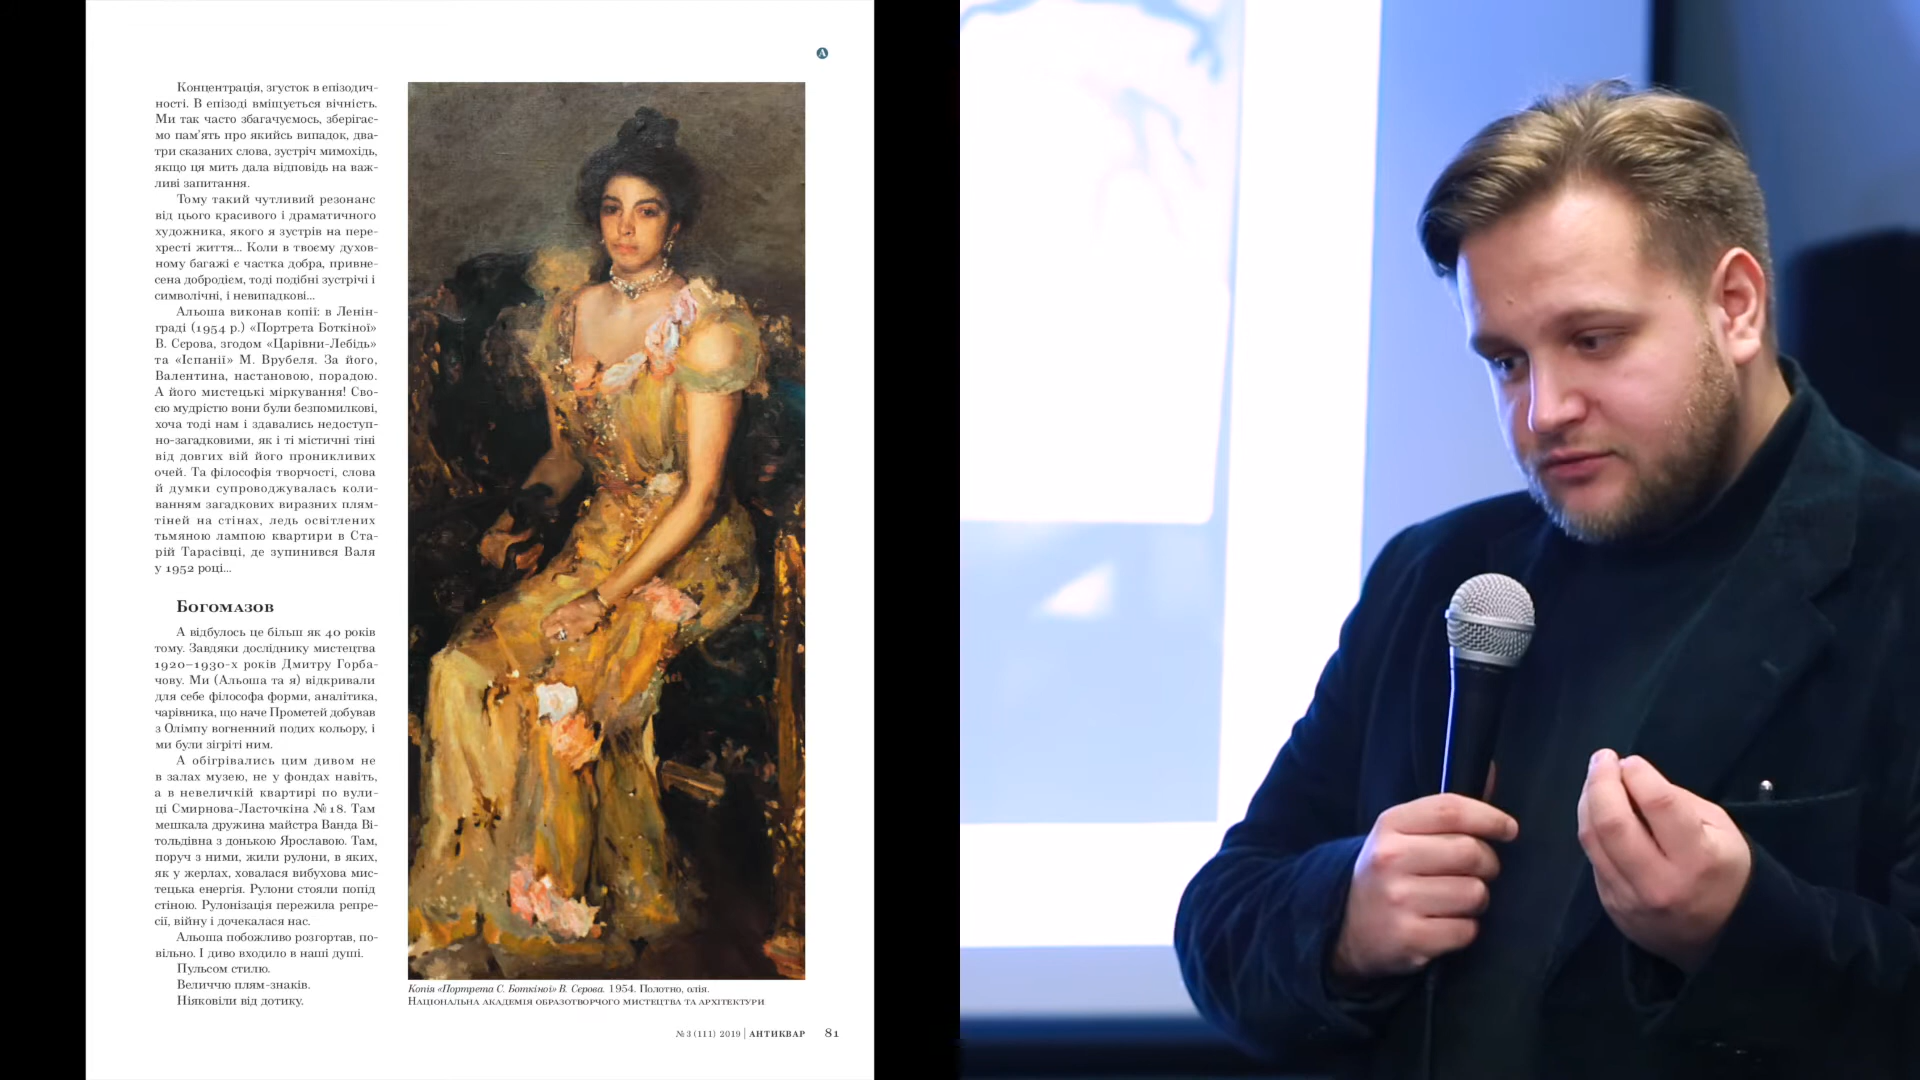 А
Концентрація, згусток в епізодич-
ності. В епізоді вміщується вічність.
Ми так часто збагачуємось, зберігає-
мо пам'ять про якийсь випадок, два-
три сказаних слова, зустріч мимохідь,
якщо ця мить дала відповідь на важ-
ливі запитання.
Тому такий чутливий резонанс
від цього красивого і драматичного
художника, якого я зустрів на пере-
хресті життя... Коли в твоєму духов-
ному багажі є частка добра, привне-
сена добродієм, тоді подібні зустрічі і
символічні, і невипадкові...
Альоша виконав копії: в Ленін-
граді (1954 р.) «Портрета Боткіної»
В. Сєрова, згодом «Царівни-Лебідь»
та «Іспанії» М. Врубеля. За його,
Валентина, настановою, порадою.
А його мистецькі міркування! Сво-
єю мудрістю вони були безпомилкові,
хоча тоді нам і здавались недоступ-
но-загадковими, як і ті містичні тіні
від довгих вій його проникливих
очей. Та філософія творчості, слова
й думки супроводжувалась коли-
ванням загадкових виразних плям-
тіней на стінах, ледь освітлених
тьмяною лампою квартири в Ста-
рій Тарасівці, де зупинився Валя
у 1952 році...
Богомазов
А відбулось це більш як 40 років
тому. Завдяки досліднику мистецтва
1920–1930-х років Дмитру Горба-
чову. Ми (Альоша та я) відкривали
для себе філософа форми, аналітика,
чарівника, що наче Прометей добував
з Олімпу вогненний подих кольору, і
ми були зігріті ним.
А обігрівались цим дивом не
в залах музею, не у фондах навіть,
а в невеличкій квартирі по вули-
ці Смирнова-Ласточкіна № 18. Там
мешкала дружина майстра Ванда Ві-
тольдівна з донькою Ярославою. Там,
поруч з ними, жили рулони, в яких,
як у жерлах, ховалася вибухова мис-
тецька енергія. Рулони стояли попід
стіною. Рулонізація пережила репре-
сії, війну і дочекалася нас.
Альоша побожливо розгортав, по-
вільно. І диво входило в наші душі.
Пульсом стилю.
Величчю плям-знаків.
Ніяковіли від дотику.
Копія «Портрета С. Боткіної» В. Сєрова. 1954. Полотно, олія.
Національна академія образотворчого мистецтва та архітектури
№ 3 (111) 2019 | АНТИКВАР 81